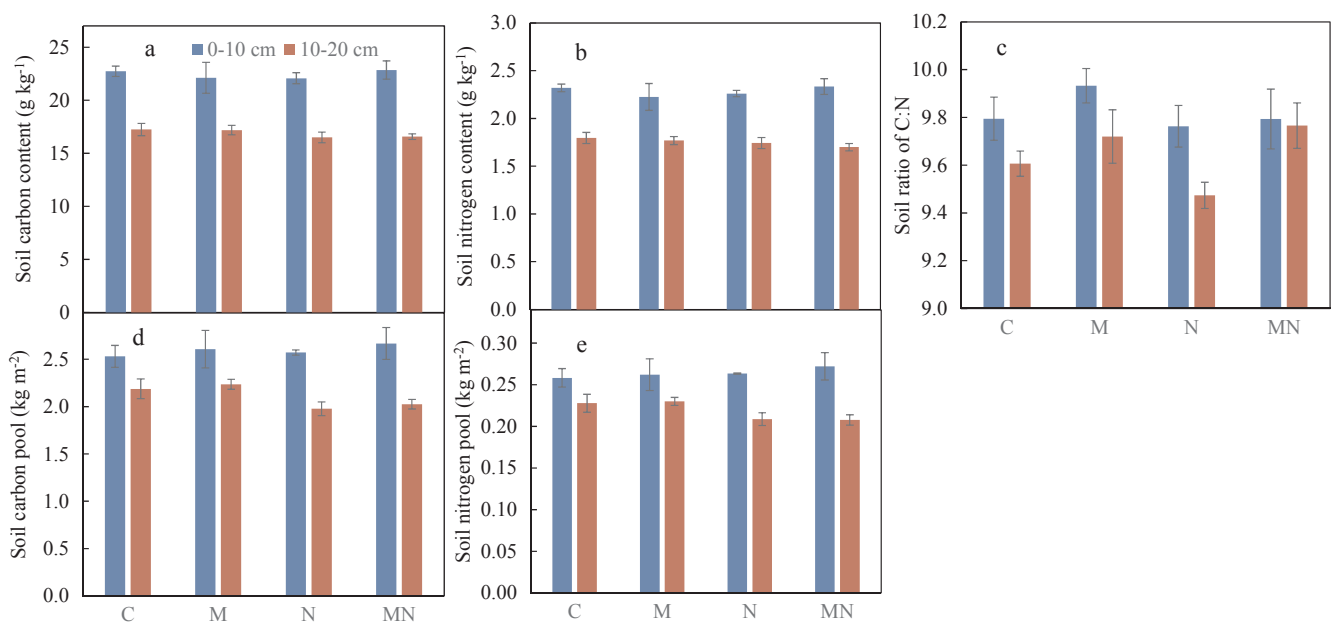 a
0-10 cm
10-20 cm
Soil carbon content (g kg⁻¹)
25
20
15
10
5
0
b
Soil nitrogen content (g kg⁻¹)
3.0
2.5
2.0
1.5
1.0
0.5
0.0
c
Soil ratio of C:N
10.2
10.0
9.8
9.6
9.4
9.2
9.0
C M N MN
d
Soil carbon pool (kg m⁻²)
2.5
2.0
1.5
1.0
0.5
0.0
C M N MN
e
Soil nitrogen pool (kg m⁻²)
0.30
0.25
0.20
0.15
0.10
0.05
0.00
C M N MN